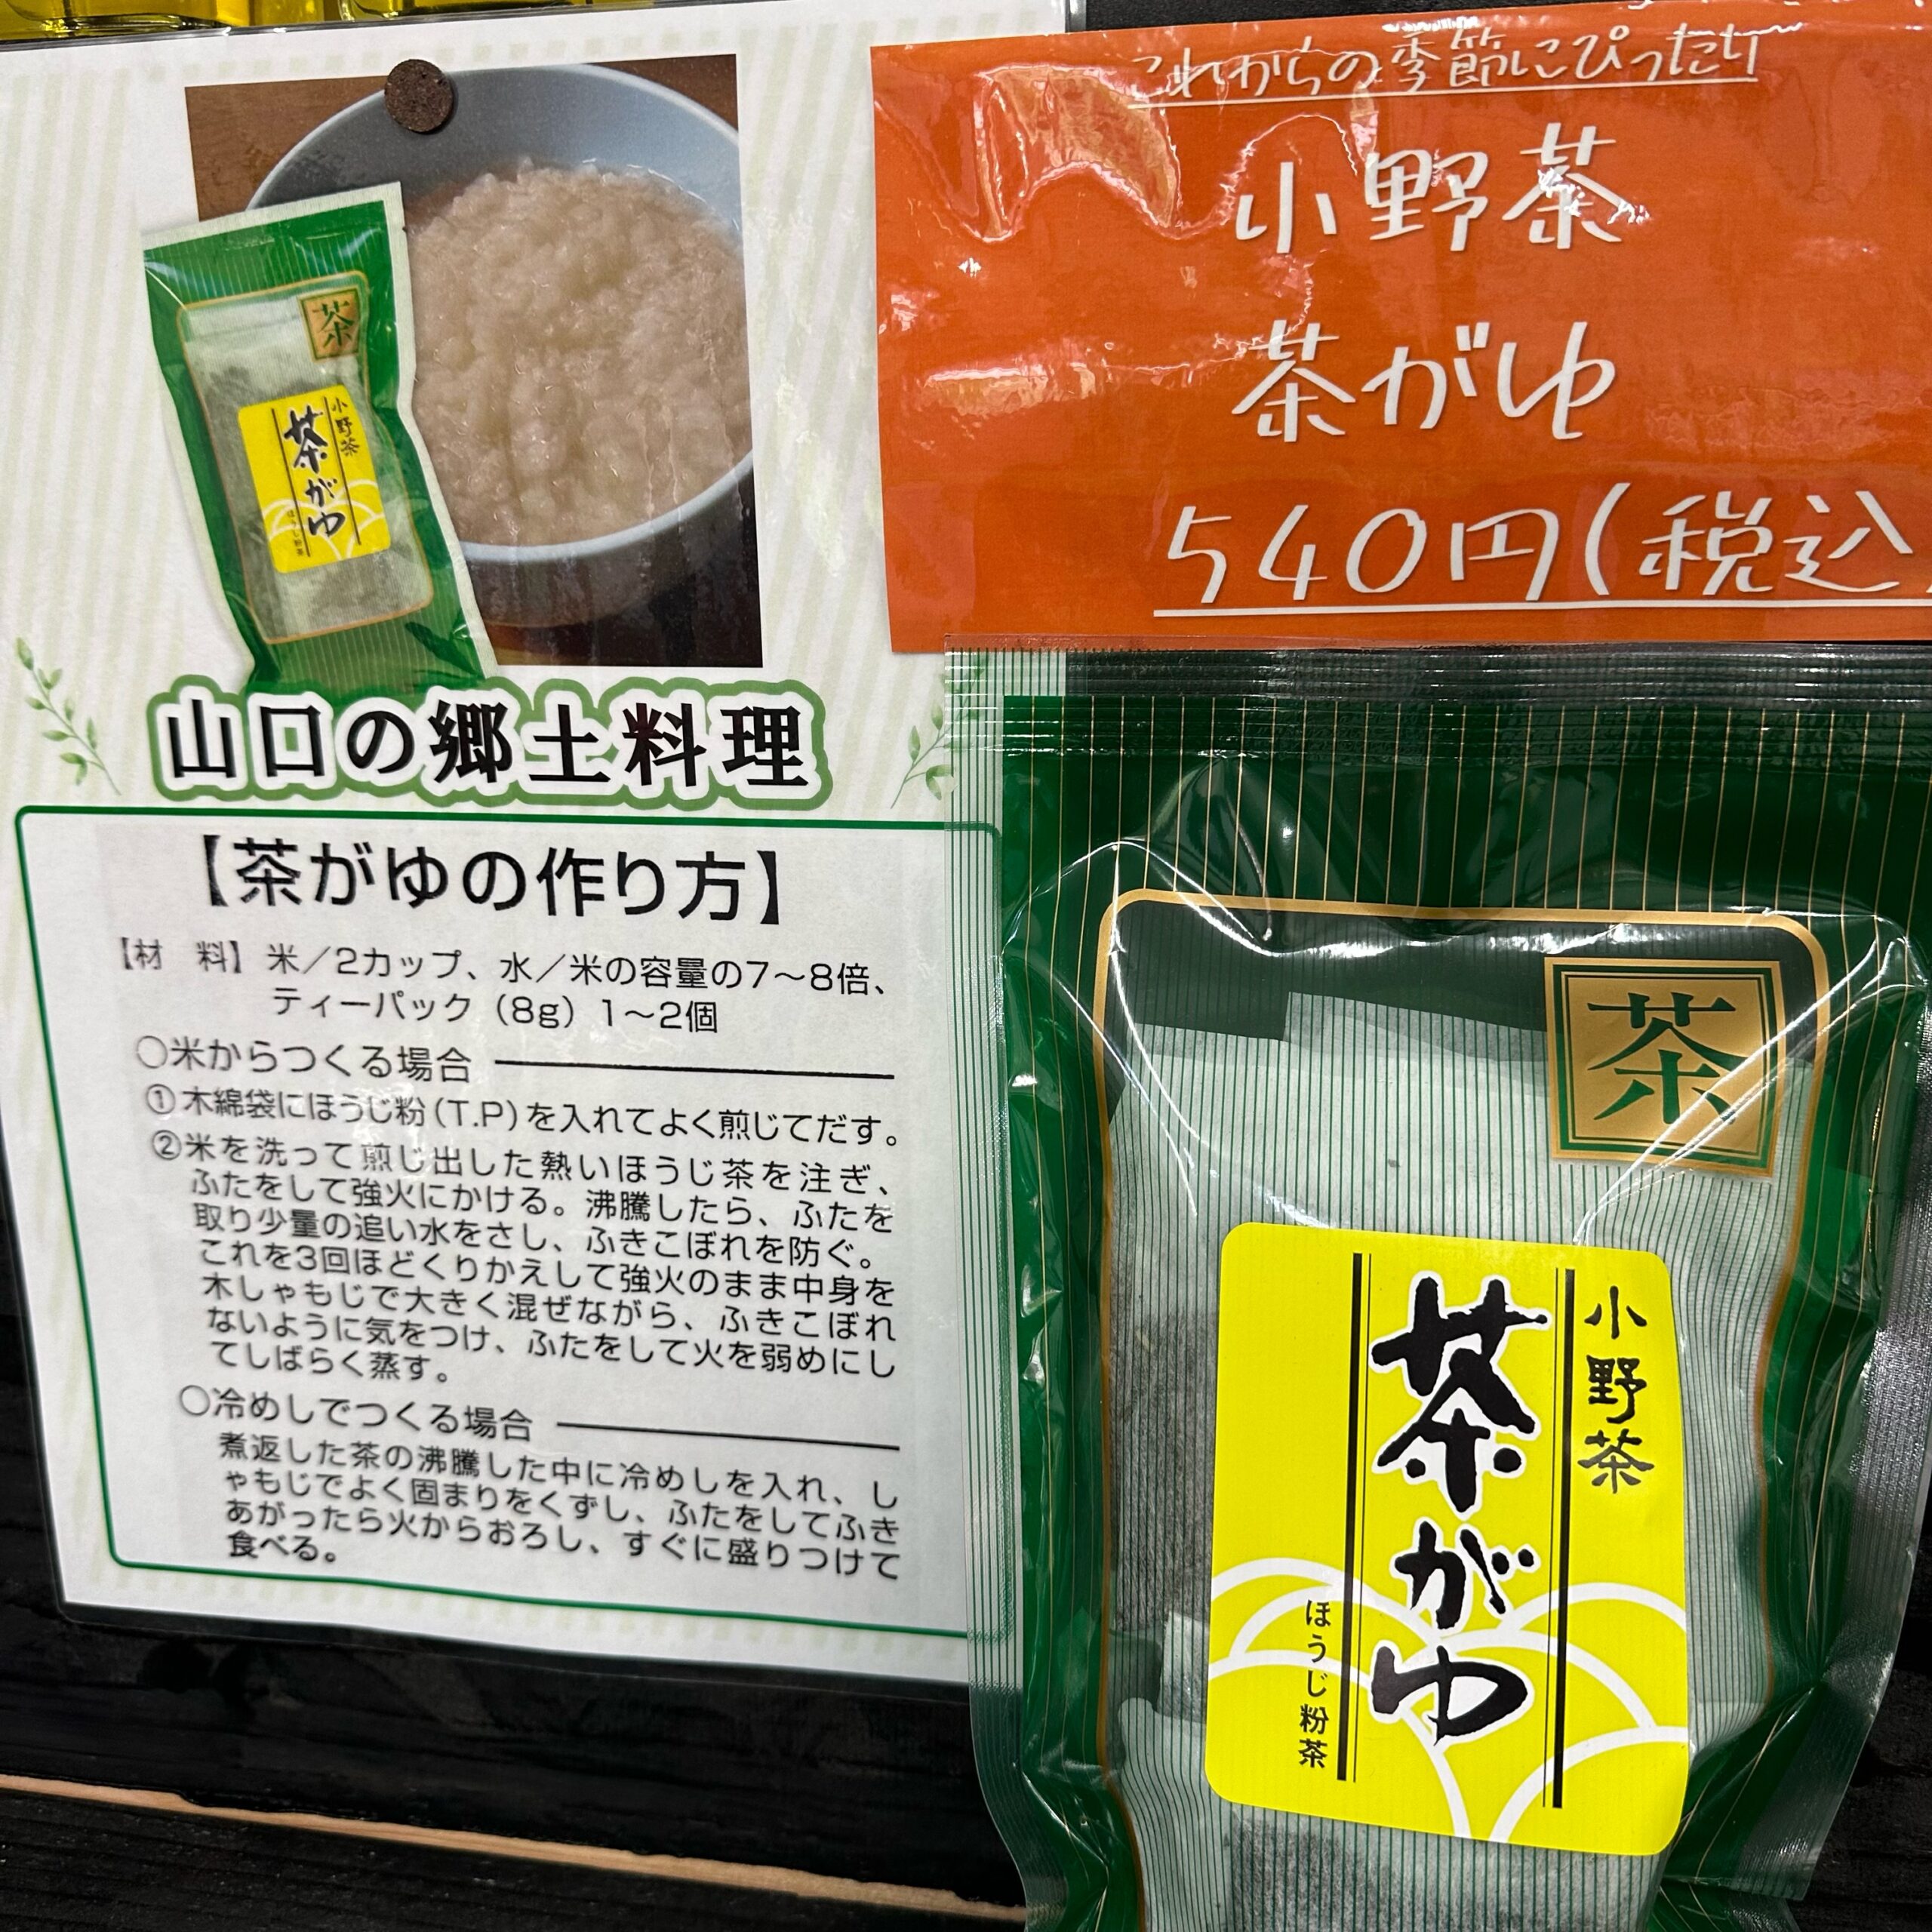 これからの季節にぴったり
小野茶
茶がゆ
540円(税込
茶
小野茶
茶がゆ
ほうじ粉茶
山口の郷土料理
【茶がゆの作り方】
【材　料】米／2カップ、水／米の容量の7〜8倍、
ティーパック（8g）1〜2個
○米からつくる場合
①木綿袋にほうじ粉(T.P)を入れてよく煎じてだす。
②米を洗って煎じ出した熱いほうじ茶を注ぎ、
ふたをして強火にかける。沸騰したら、ふたを
取り少量の追い水をさし、ふきこぼれを防ぐ。
これを3回ほどくりかえして強火のまま中身を
木しゃもじで大きく混ぜながら、ふきこぼれ
ないように気をつけ、ふたをして火を弱めにし
てしばらく蒸す。
○冷めしでつくる場合
煮返した茶の沸騰した中に冷めしを入れ、し
ゃもじでよく固まりをくずし、ふたをしてふき
あがったら火からおろし、すぐに盛りつけて
食べる。
茶
小野茶
茶がゆ
ほうじ粉茶